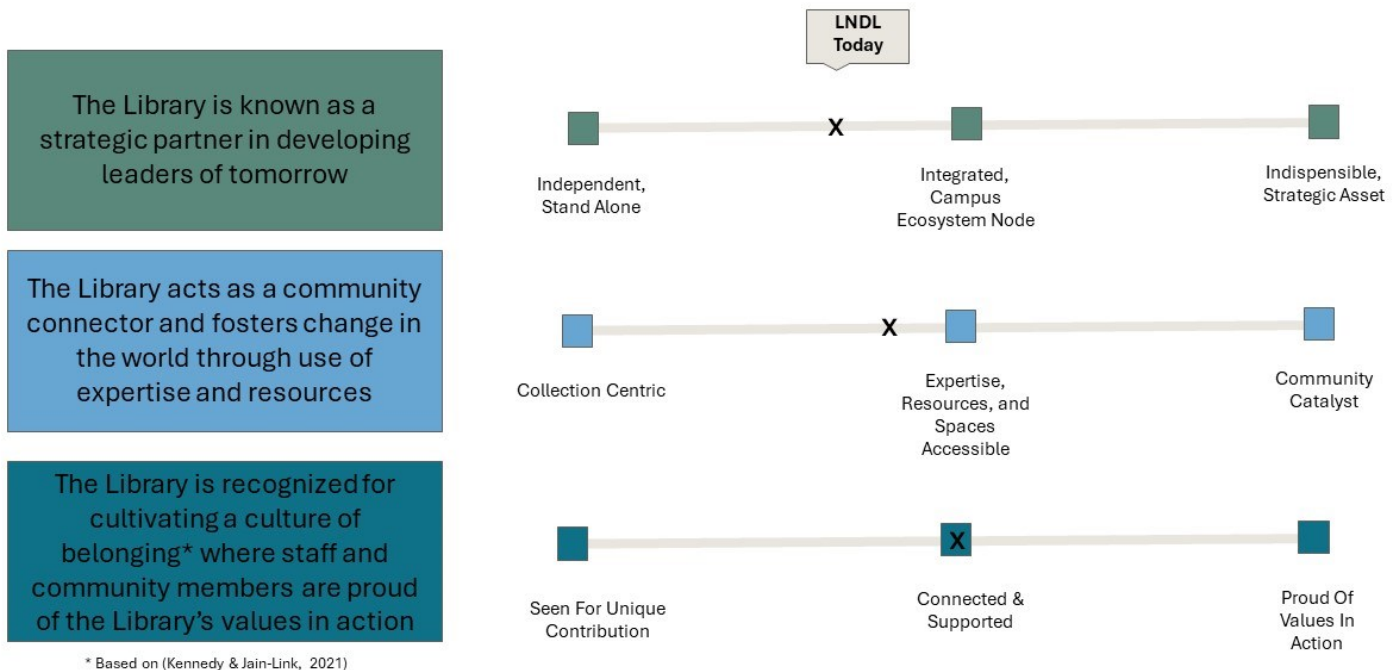 LNDL
Today
The Library is known as a
strategic partner in developing
leaders of tomorrow
X
Independent,
Stand Alone
Integrated,
Campus
Ecosystem Node
Indispensible,
Strategic Asset
The Library acts as a community
connector and fosters change in
the world through use of
expertise and resources
X
Collection Centric
Expertise,
Resources, and
Spaces
Accessible
Community
Catalyst
The Library is recognized for
cultivating a culture of
belonging* where staff and
community members are proud
of the Library's values in action
X
Seen For Unique
Contribution
Connected &
Supported
Proud Of
Values In
Action
* Based on (Kennedy & Jain-Link, 2021)